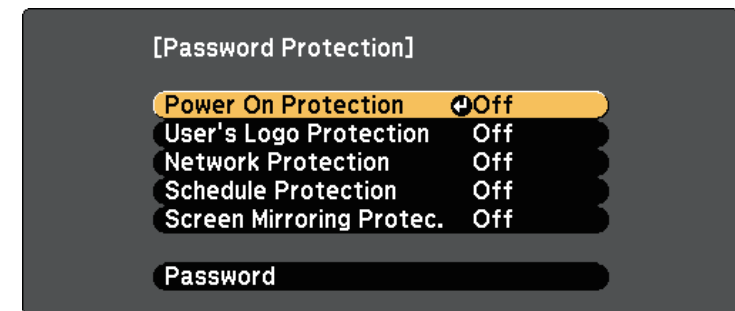 [Password Protection]
Power On Protection Off
User's Logo Protection Off
Network Protection Off
Schedule Protection Off
Screen Mirroring Protec. Off
Password